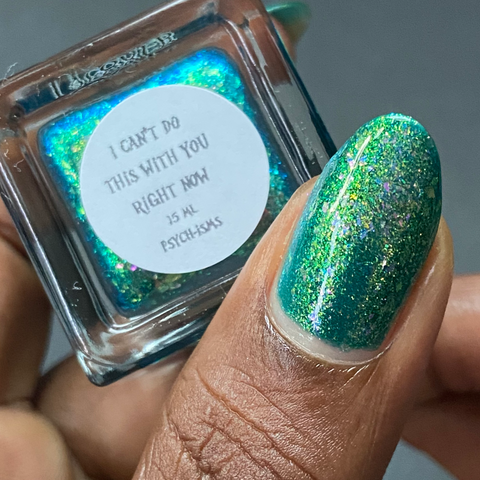 I CAN'T DO
THIS WITH YOU
RIGHT NOW
15 ML
PSYCH-ISMS